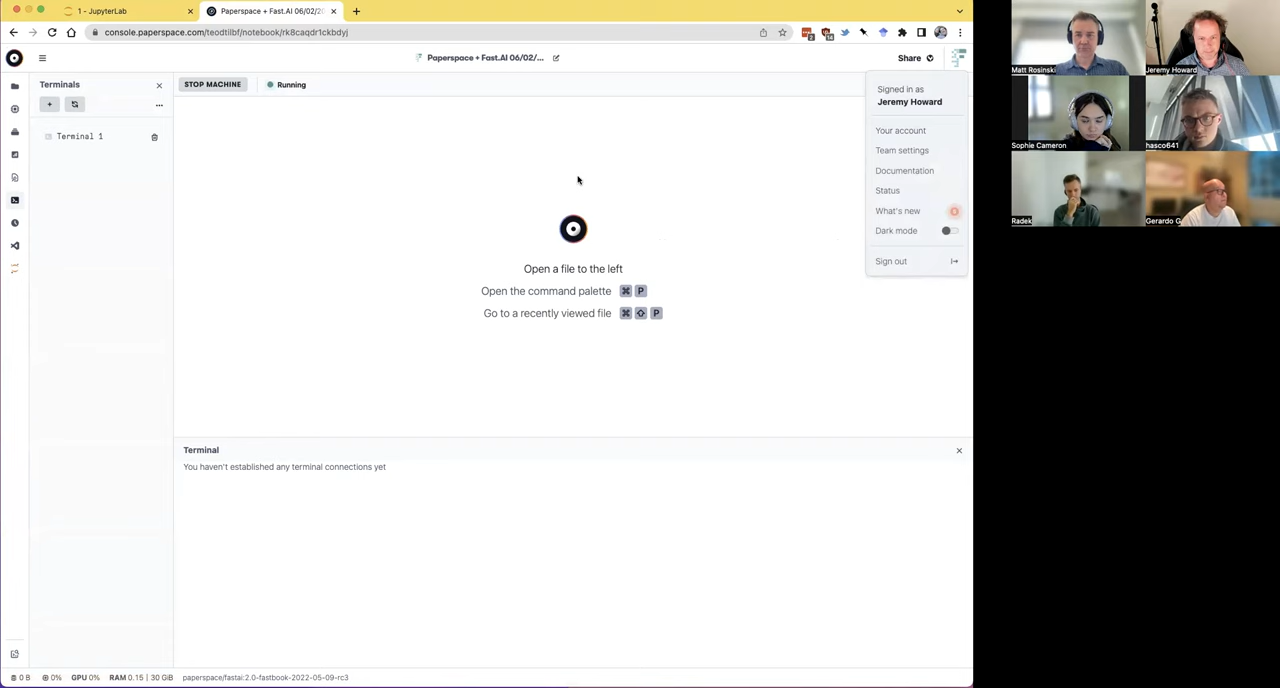 1 - JupyterLab
Paperspace + Fast.AI 06/02/20
console.paperspace.com/teodtilbf/notebook/rk8caqdr1ckbdyj
Paperspace + Fast.AI 06/02/...
Share
Terminals
STOP MACHINE
Running
Terminal 1
Signed in as
Jeremy Howard
Your account
Team settings
Documentation
Status
What's new
Dark mode
Sign out
Open a file to the left
Open the command palette ⌘ P
Go to a recently viewed file ⌘ ⇧ P
Terminal
You haven't established any terminal connections yet
0 B 0% GPU 0% RAM 0.15 | 30 GiB paperspace/fastai:2.0-fastbook-2022-05-09-rc3
Matt Rosinski
Jeremy Howard
Sophie Cameron
hasco641
Radek
Gerardo G